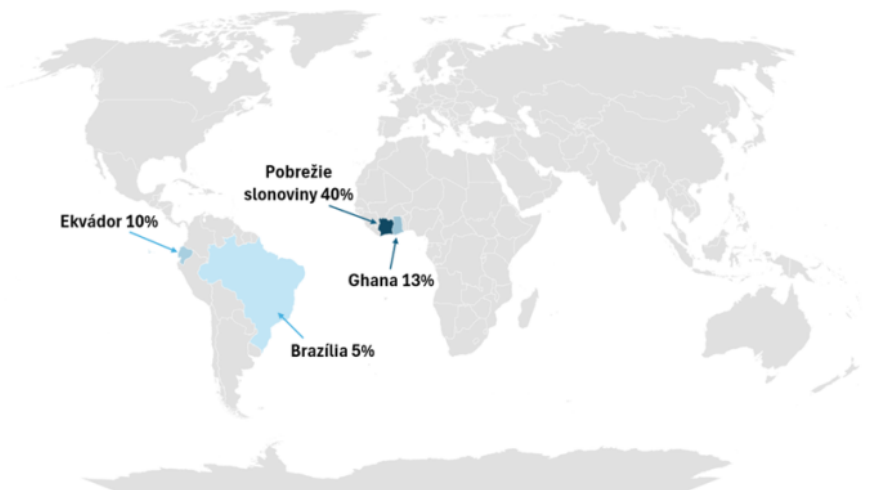 Pobrežie
slonoviny 40%
Ekvádor 10%
Ghana 13%
Brazília 5%